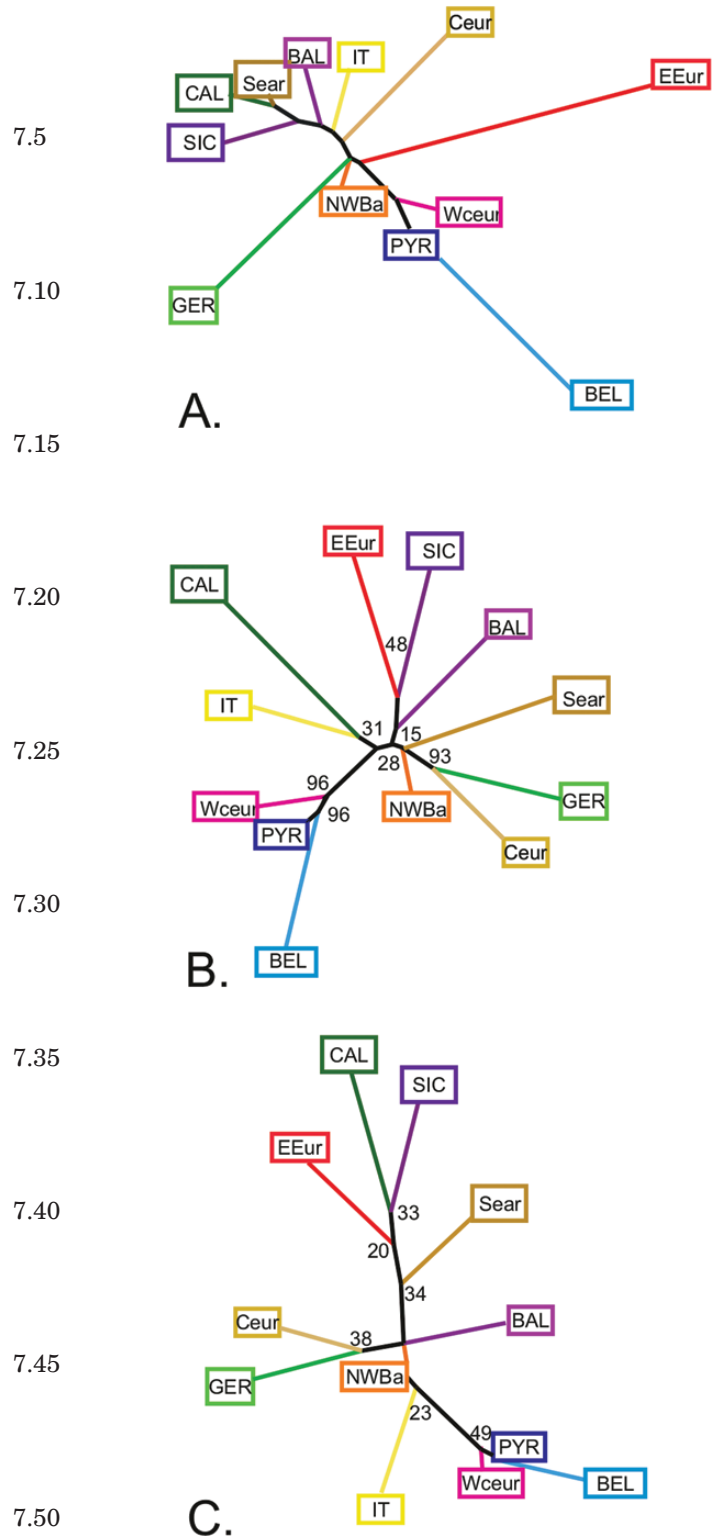 Ceur
BAL
IT
EEur
Sear
CAL
7.5
SIC
NWBa
Wceur
PYR
7.10
GER
BEL
A.
7.15
EEur
SIC
CAL
7.20
BAL
48
Sear
IT
31
15
7.25
28
93
96
GER
Wceur
NWBa
96
PYR
Ceur
7.30
BEL
B.
CAL
7.35
SIC
EEur
Sear
7.40
33
20
34
BAL
Ceur
38
7.45
NWBa
GER
23
49
PYR
Wceur
BEL
IT
7.50
C.